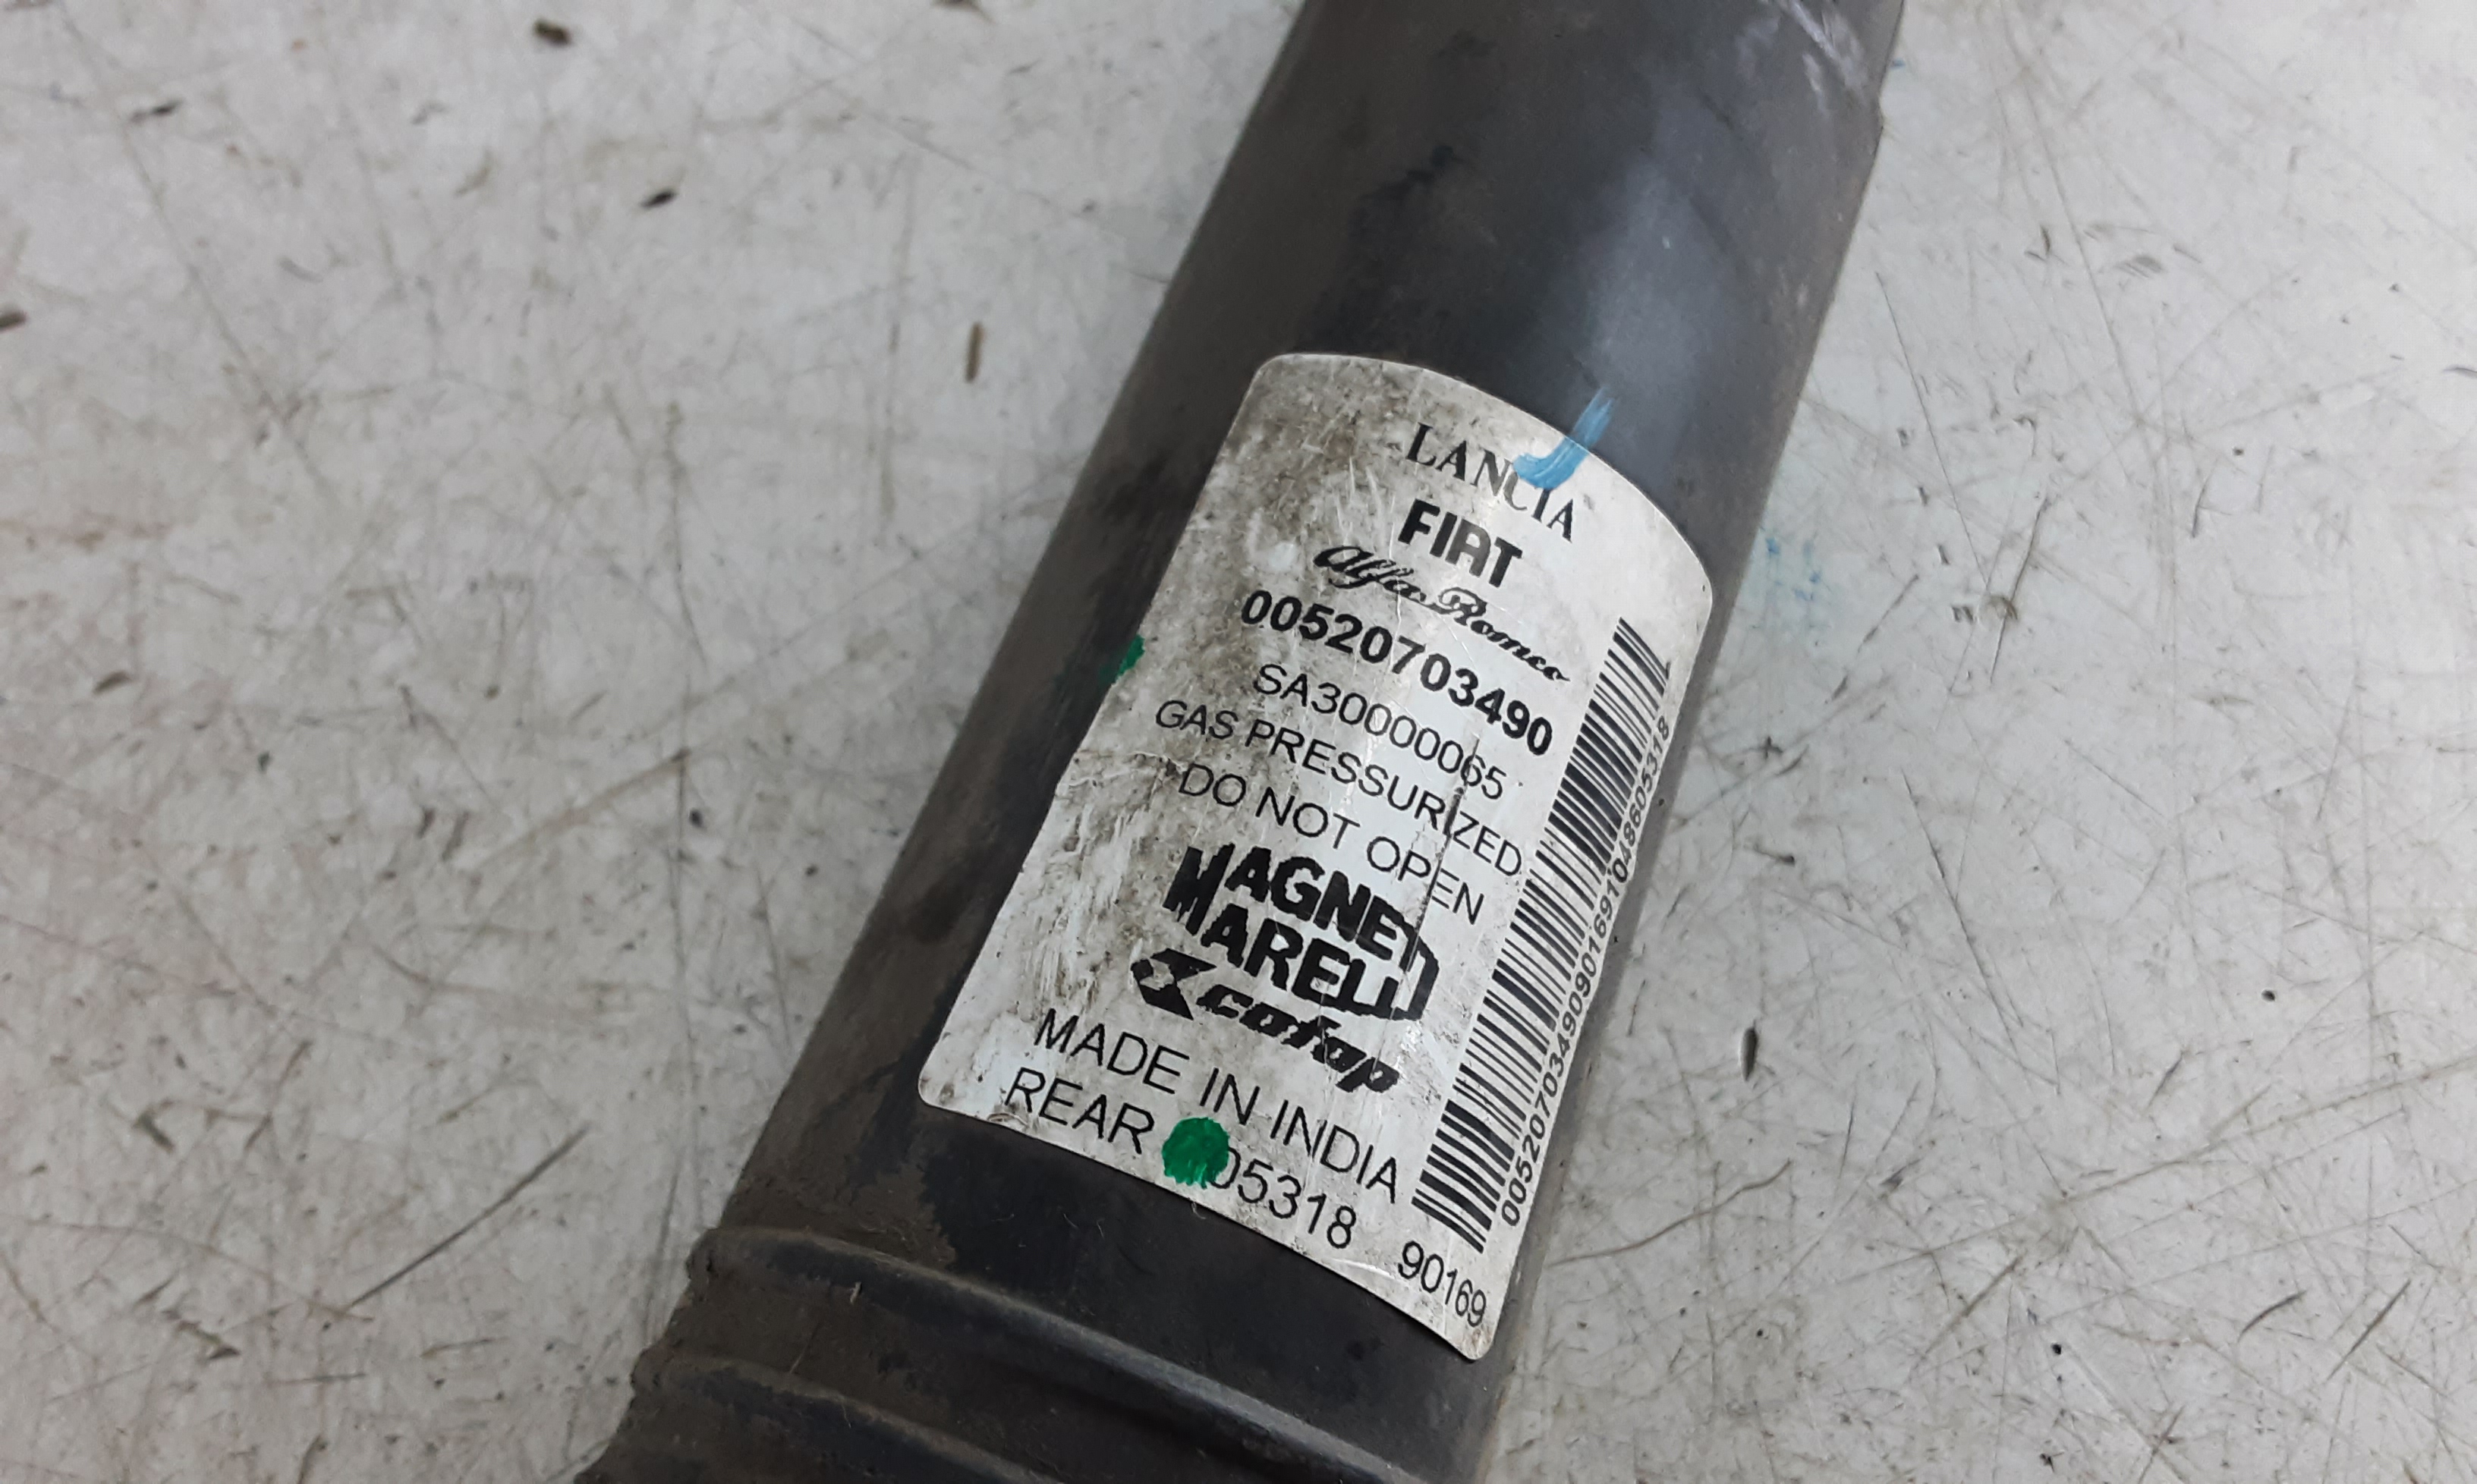 LANCIA
FIAT
Alfa Romeo
00520703490
SA30000065
GAS PRESSURIZED
DO NOT OPEN
MAGNETI
MARELLI
cofap
MADE IN INDIA
REAR 05318
90169